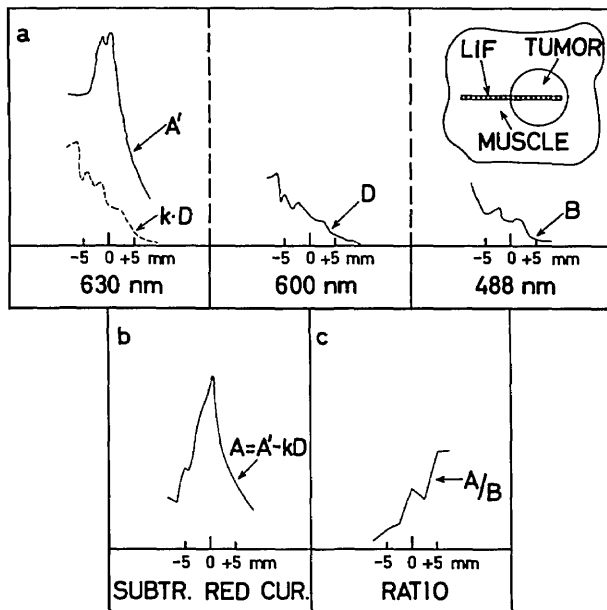 a
LIF TUMOR
MUSCLE
A'
k·D
D
B
-5 0 +5 mm
-5 0 +5 mm
-5 0 +5 mm
630 nm
600 nm
488 nm
b
c
A=A'-kD
A/B
-5 0 +5 mm
-5 0 +5 mm
SUBTR. RED CUR.
RATIO